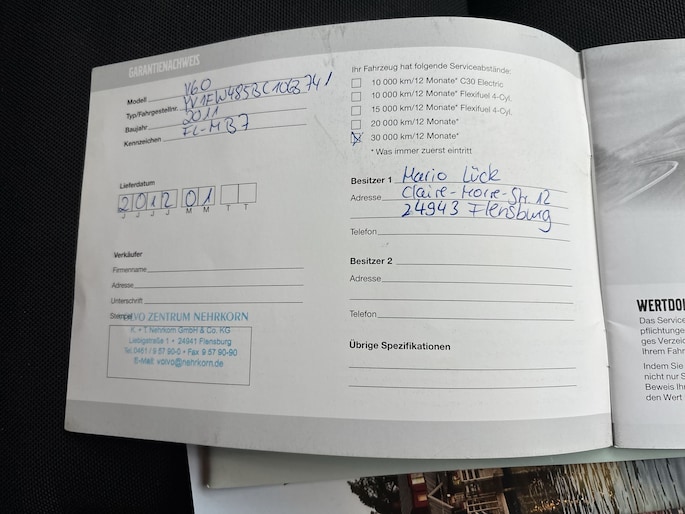 GARANTIENACHWEIS
Modell V60
Typ/Fahrgestellnr. YV1FW485BC1068741
Baujahr 2011
Kennzeichen FL-MB7
Lieferdatum
2012 01
J J J J M M T T
Verkäufer
Firmenname
Adresse
Unterschrift
Stempel VOLVO ZENTRUM NEHRKORN
K. + T. Nehrkorn GmbH & Co. KG
Liebigstraße 1 • 24941 Flensburg
Tel. 0461 / 9 57 90-0 • Fax 9 57 90-90
E-Mail: volvo@nehrkorn.de
Ihr Fahrzeug hat folgende Serviceabstände:
10 000 km/12 Monate* C30 Electric
10 000 km/12 Monate* Flexifuel 4-Cyl.
15 000 km/12 Monate* Flexifuel 4-Cyl.
20 000 km/12 Monate*
30 000 km/12 Monate*
* Was immer zuerst eintritt
Besitzer 1 Mario Lück
Adresse Str. 12
24943 Flensburg
Telefon
Besitzer 2
Adresse
Telefon
Übrige Spezifikationen
WERTDO
Das Service
pflichtunge
ges Verzei
Ihrem Fahr
Indem Sie
nicht nur S
Beweis ih
den Wert